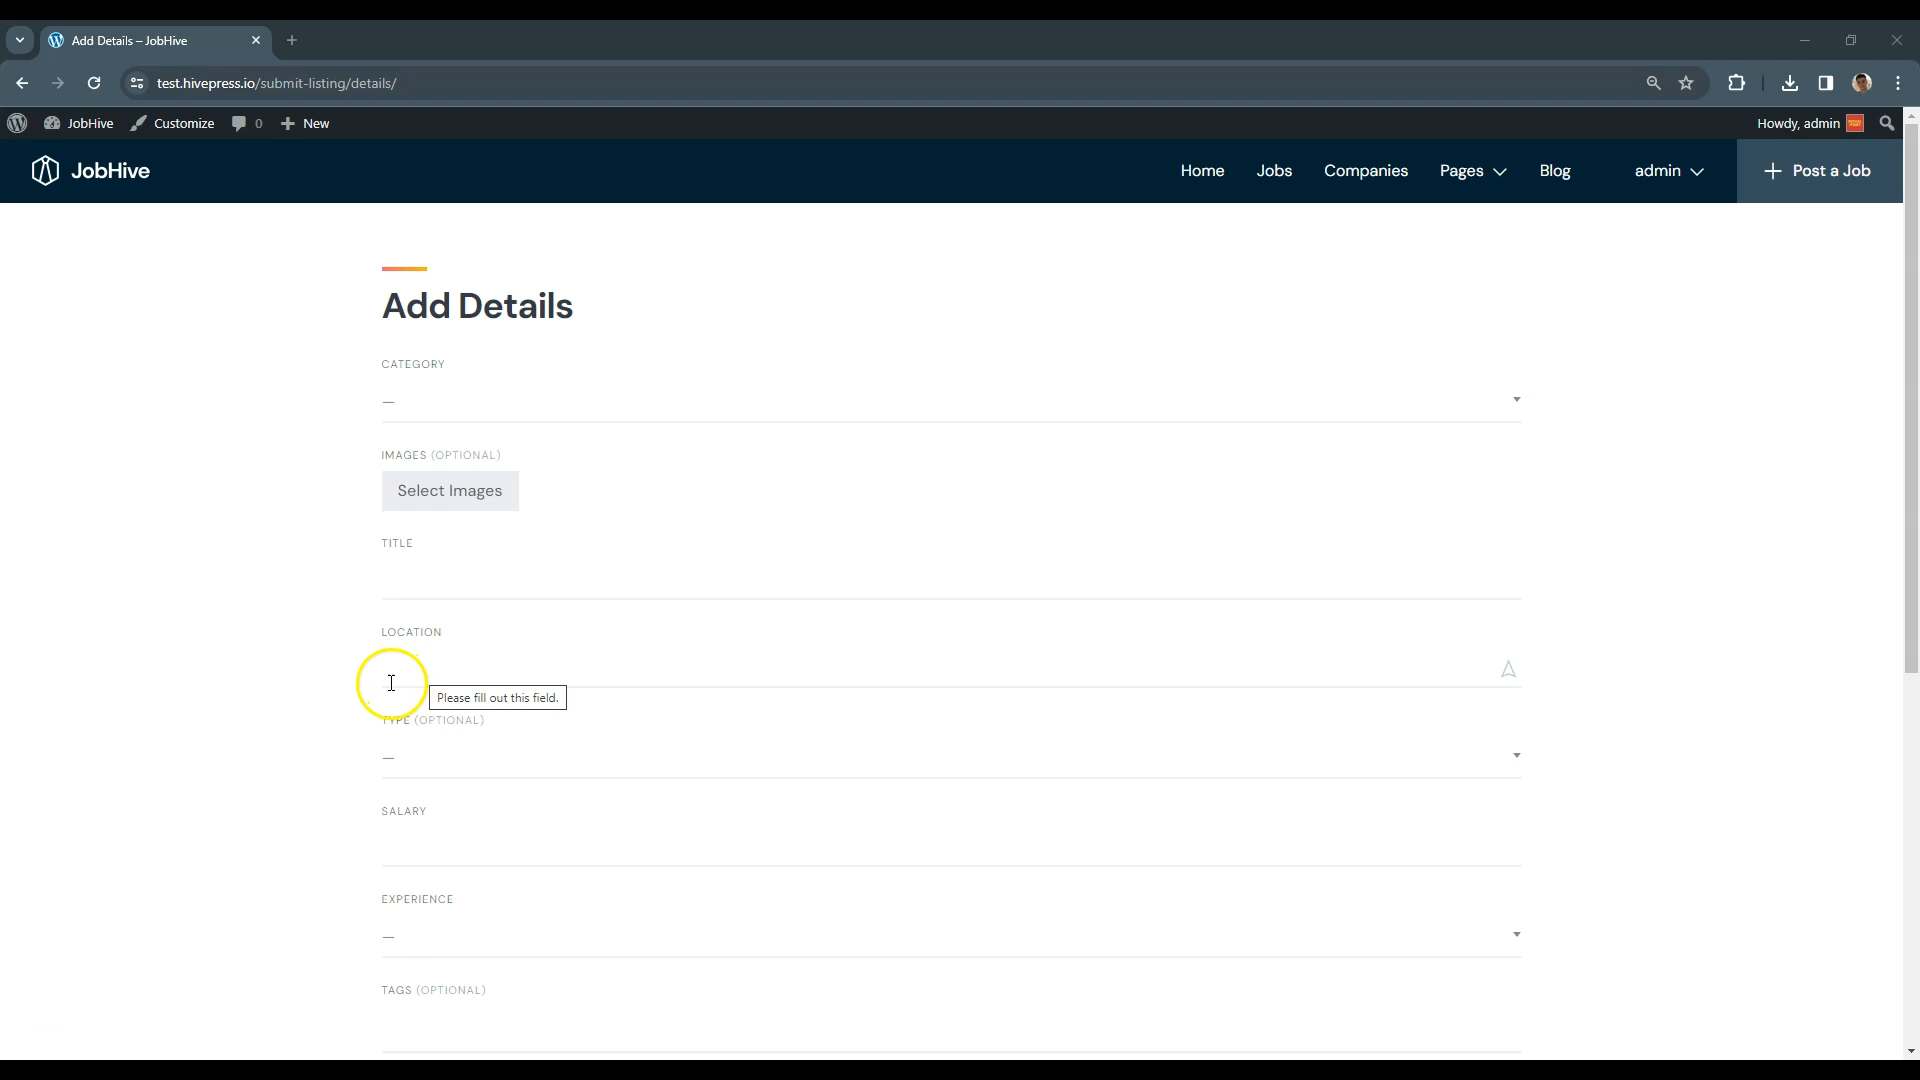 Add Details – JobHive
test.hivepress.io/submit-listing/details/
JobHive Customize 0 New Howdy, admin
JobHive Home Jobs Companies Pages Blog admin Post a Job
Add Details
CATEGORY
—
IMAGES (OPTIONAL)
Select Images
TITLE
LOCATION
Please fill out this field.
TYPE (OPTIONAL)
—
SALARY
EXPERIENCE
—
TAGS (OPTIONAL)